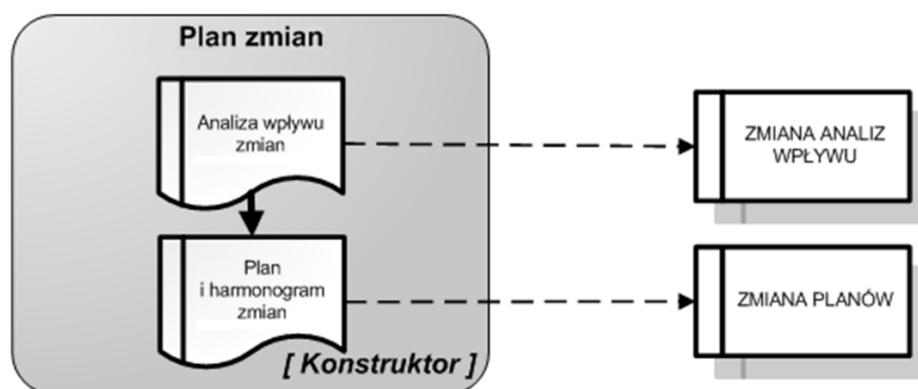 Plan zmian
Analiza wpływu
zmian
ZMIANA ANALIZ
WPŁYWU
Plan
i harmonogram
zmian
ZMIANA PLANÓW
[ Konstruktor ]